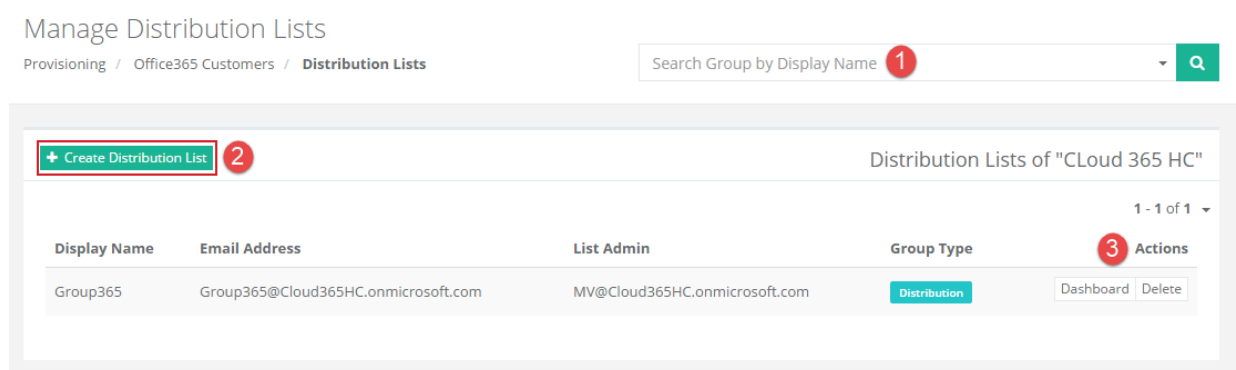 Manage Distribution Lists
Provisioning / Office365 Customers / Distribution Lists
Search Group by Display Name 1
+ Create Distribution List 2
Distribution Lists of "CLoud 365 HC"
1 - 1 of 1
Display Name Email Address List Admin Group Type 3 Actions
Group365 Group365@Cloud365HC.onmicrosoft.com MV@Cloud365HC.onmicrosoft.com Distribution Dashboard Delete